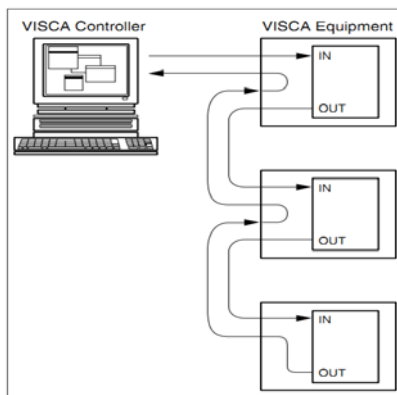 VISCA Controller
VISCA Equipment
IN
OUT
IN
OUT
IN
OUT